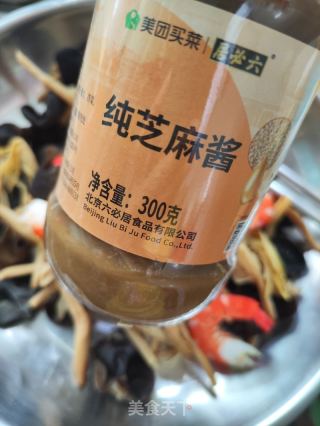 美团买菜 | 居必六
纯芝麻酱
净含量：300克
北京六必居食品有限公司
Beijing Liu Bi Ju Food Co.,Ltd.
美食天下